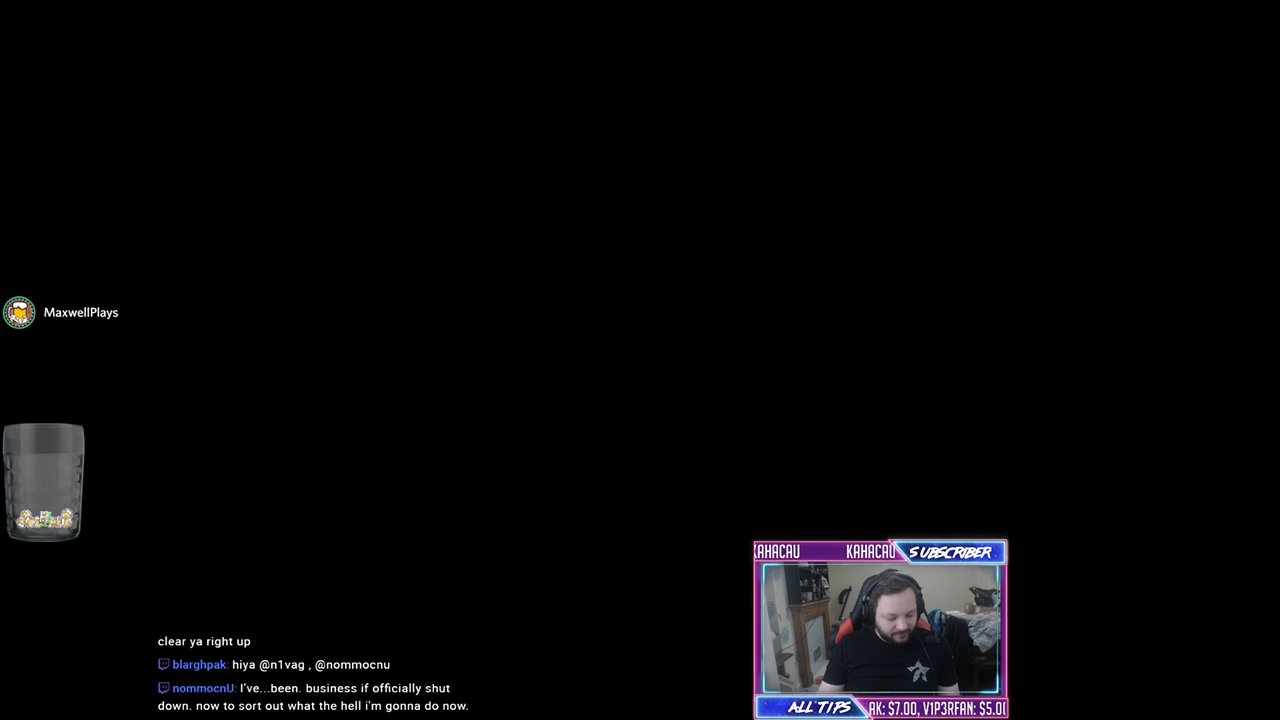 MaxwellPlays
KAHACAU KAHACAU SUBSCRIBER
clear ya right up
blarghpak: hiya @n1vag , @nommocnu
nommocnU: I've...been. business if officially shut
down. now to sort out what the hell i'm gonna do now.
ALL TIPS AK: $7.00, V1P3RFAN: $5.00